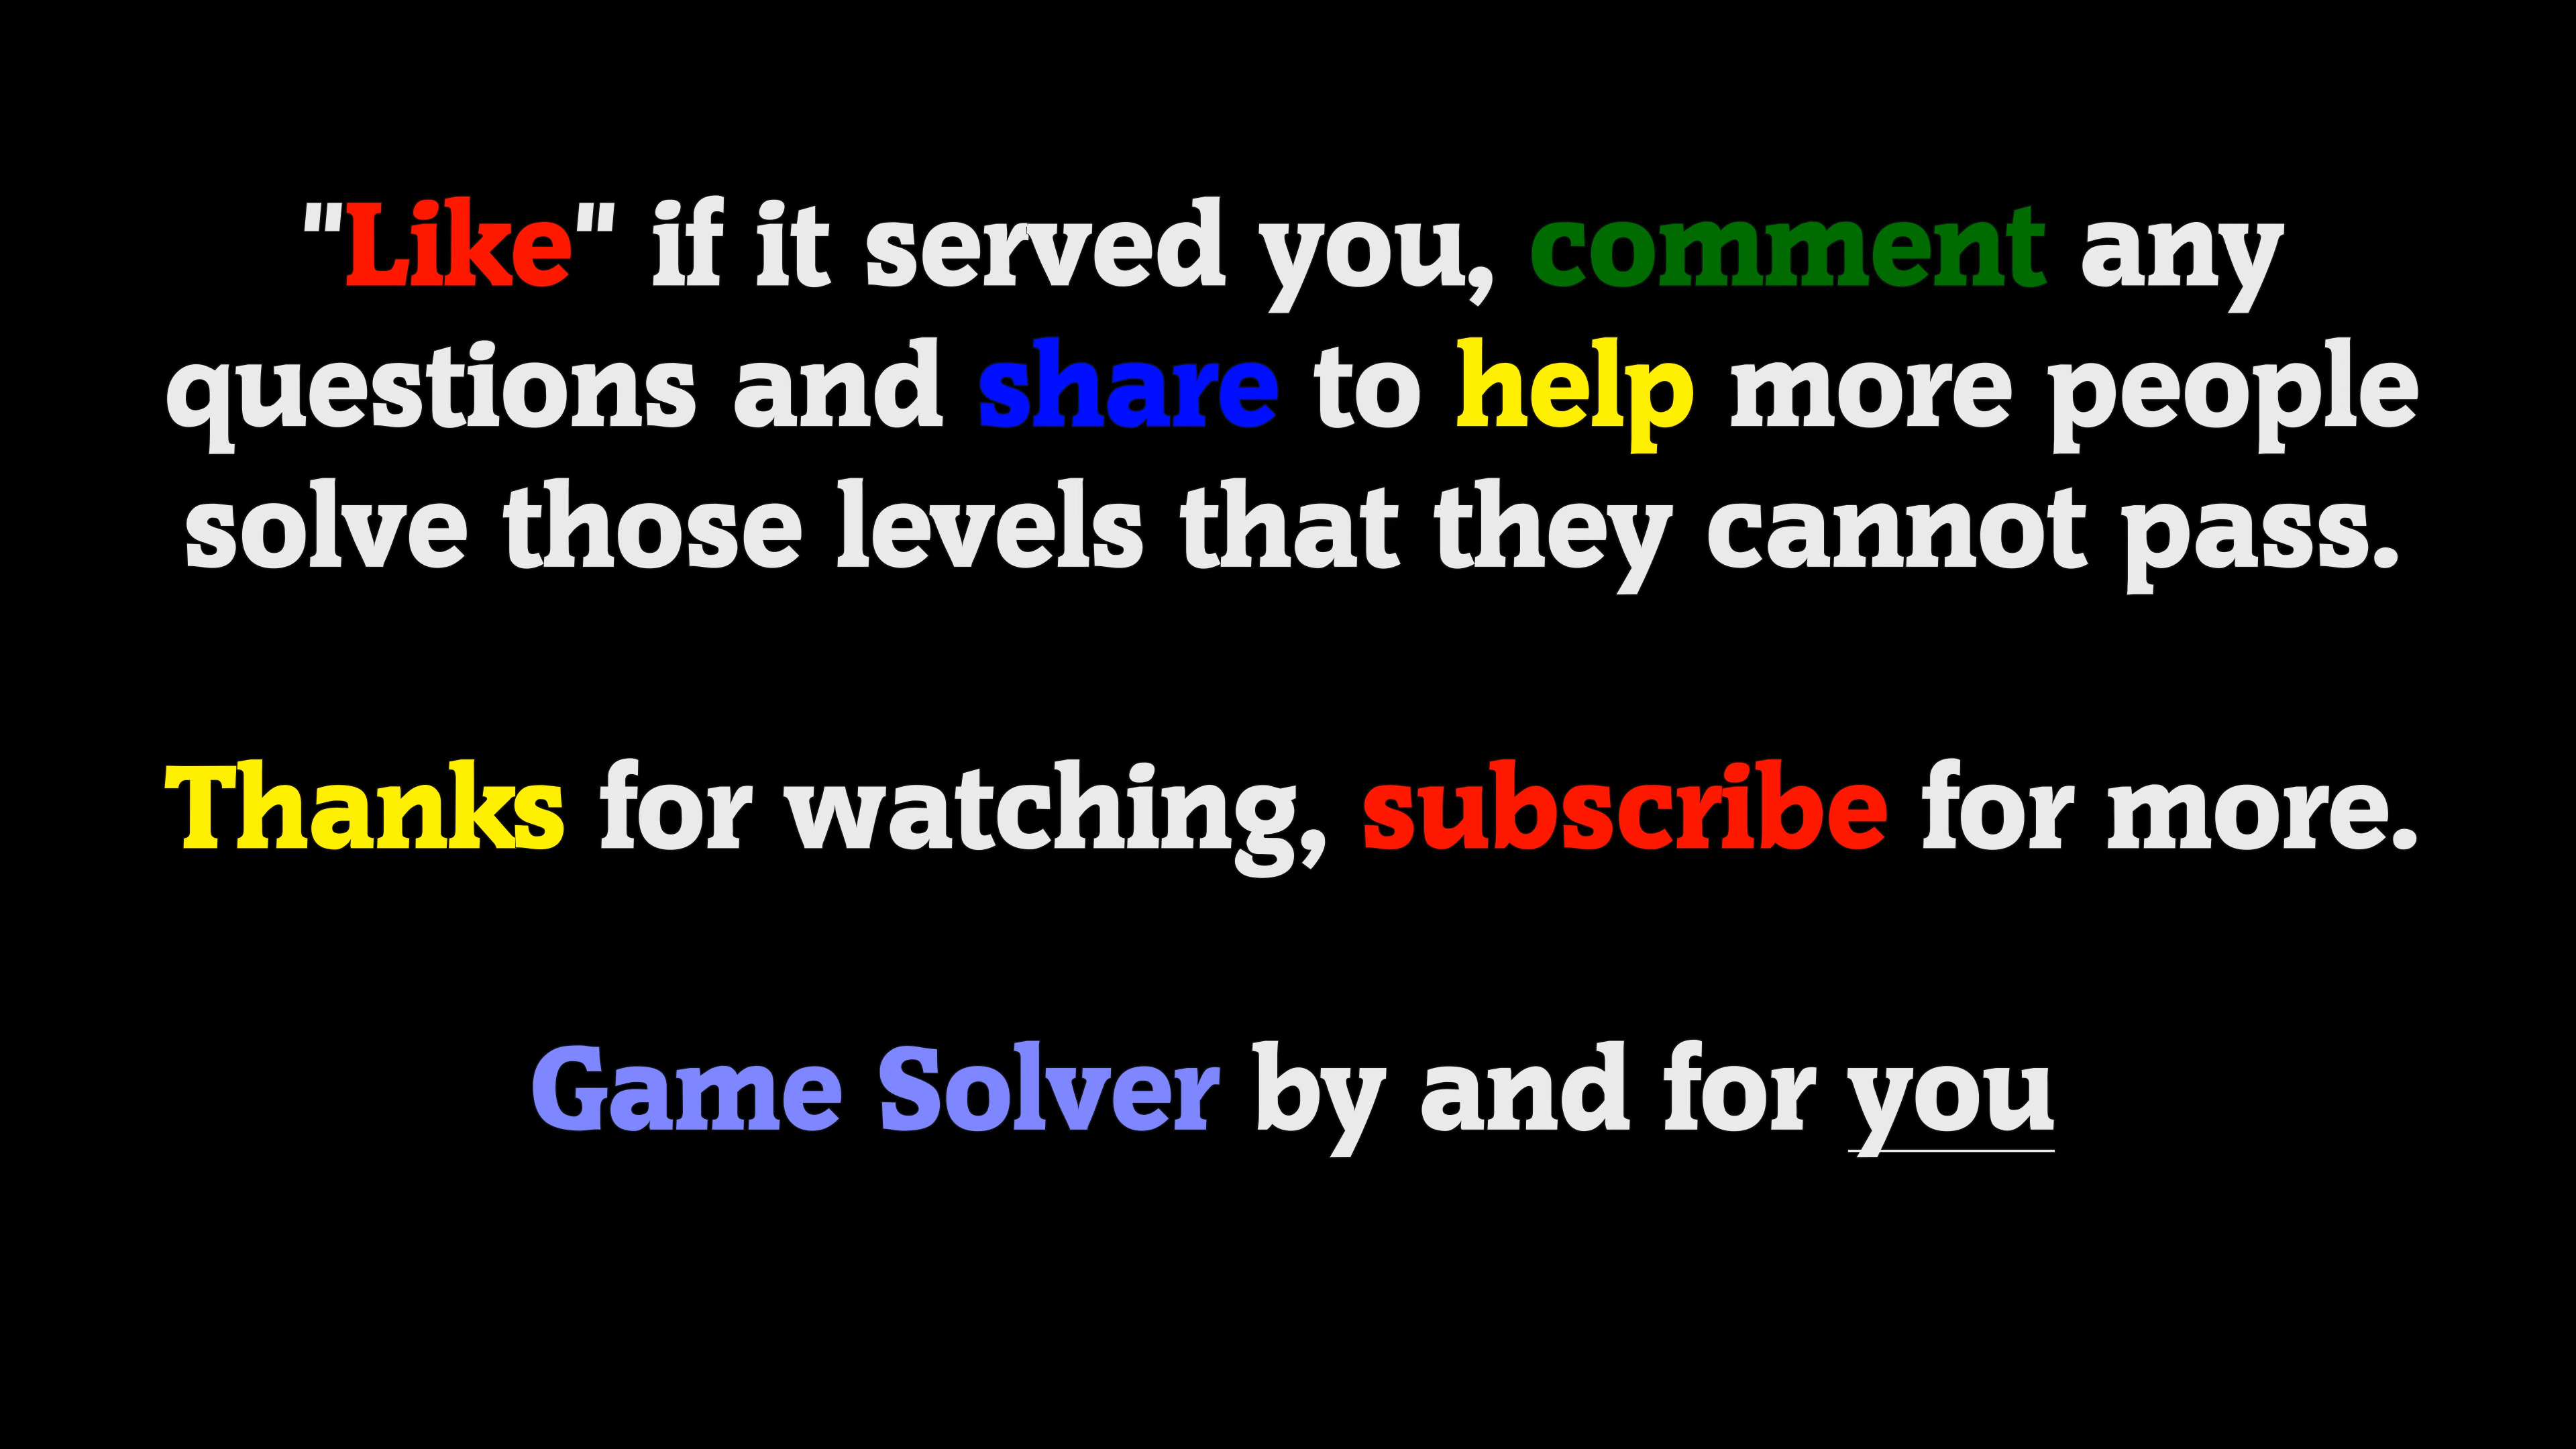 "Like" if it served you, comment any
questions and share to help more people
solve those levels that they cannot pass.
Thanks for watching, subscribe for more.
Game Solver by and for you